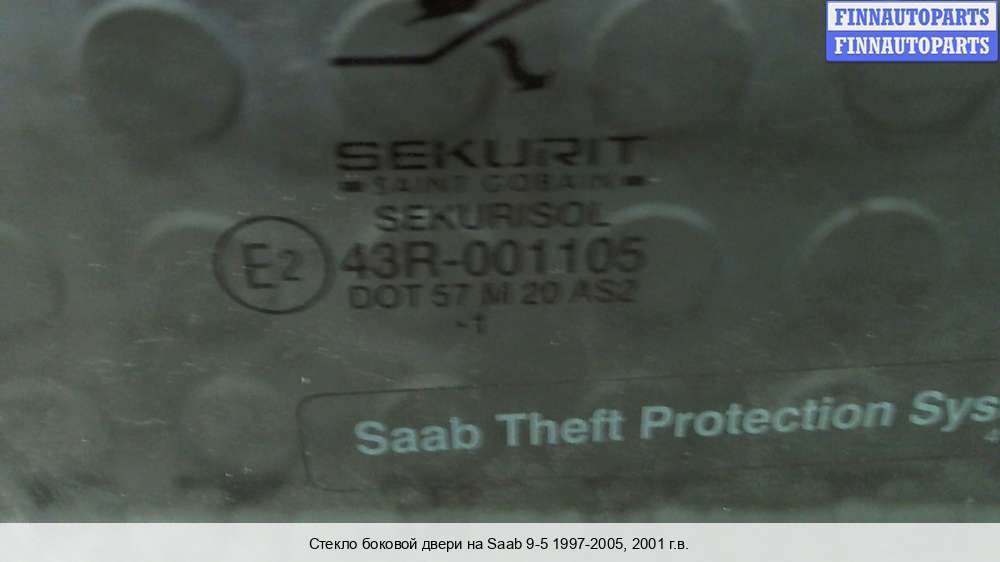 FINNAUTOPARTS
FINNAUTOPARTS
SEKURIT
SAINT GOBAIN
SEKURISOL
E2 43R-001105
DOT 57 M 20 AS2
-1
Saab Theft Protection Sys
Стекло боковой двери на Saab 9-5 1997-2005, 2001 г.в.